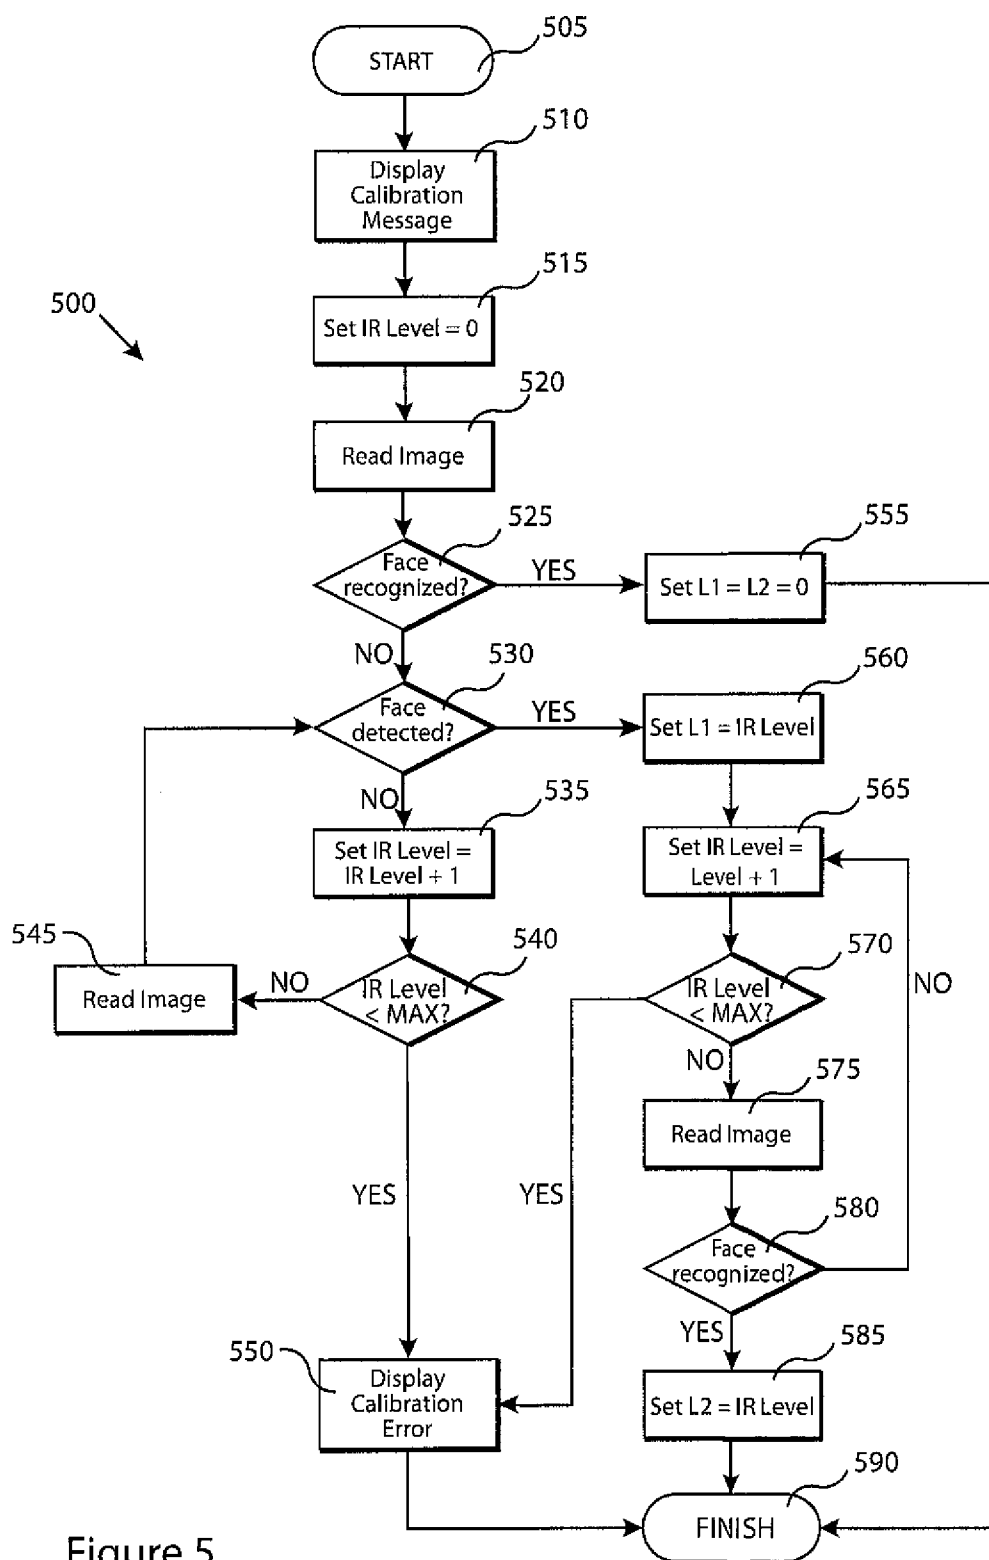 505
START
510
Display
Calibration
Message
515
500
Set IR Level = 0
520
Read Image
525
555
Face
recognized?
YES
Set L1 = L2 = 0
NO
530
560
Face
detected?
YES
Set L1 = IR Level
NO
535
565
Set IR Level =
IR Level + 1
Set IR Level =
Level + 1
545
540
570
Read Image
NO
IR Level
< MAX?
IR Level
< MAX?
NO
NO
575
Read Image
YES
YES
580
Face
recognized?
YES
550
585
Display
Calibration
Error
Set L2 = IR Level
590
FINISH
Figure 5